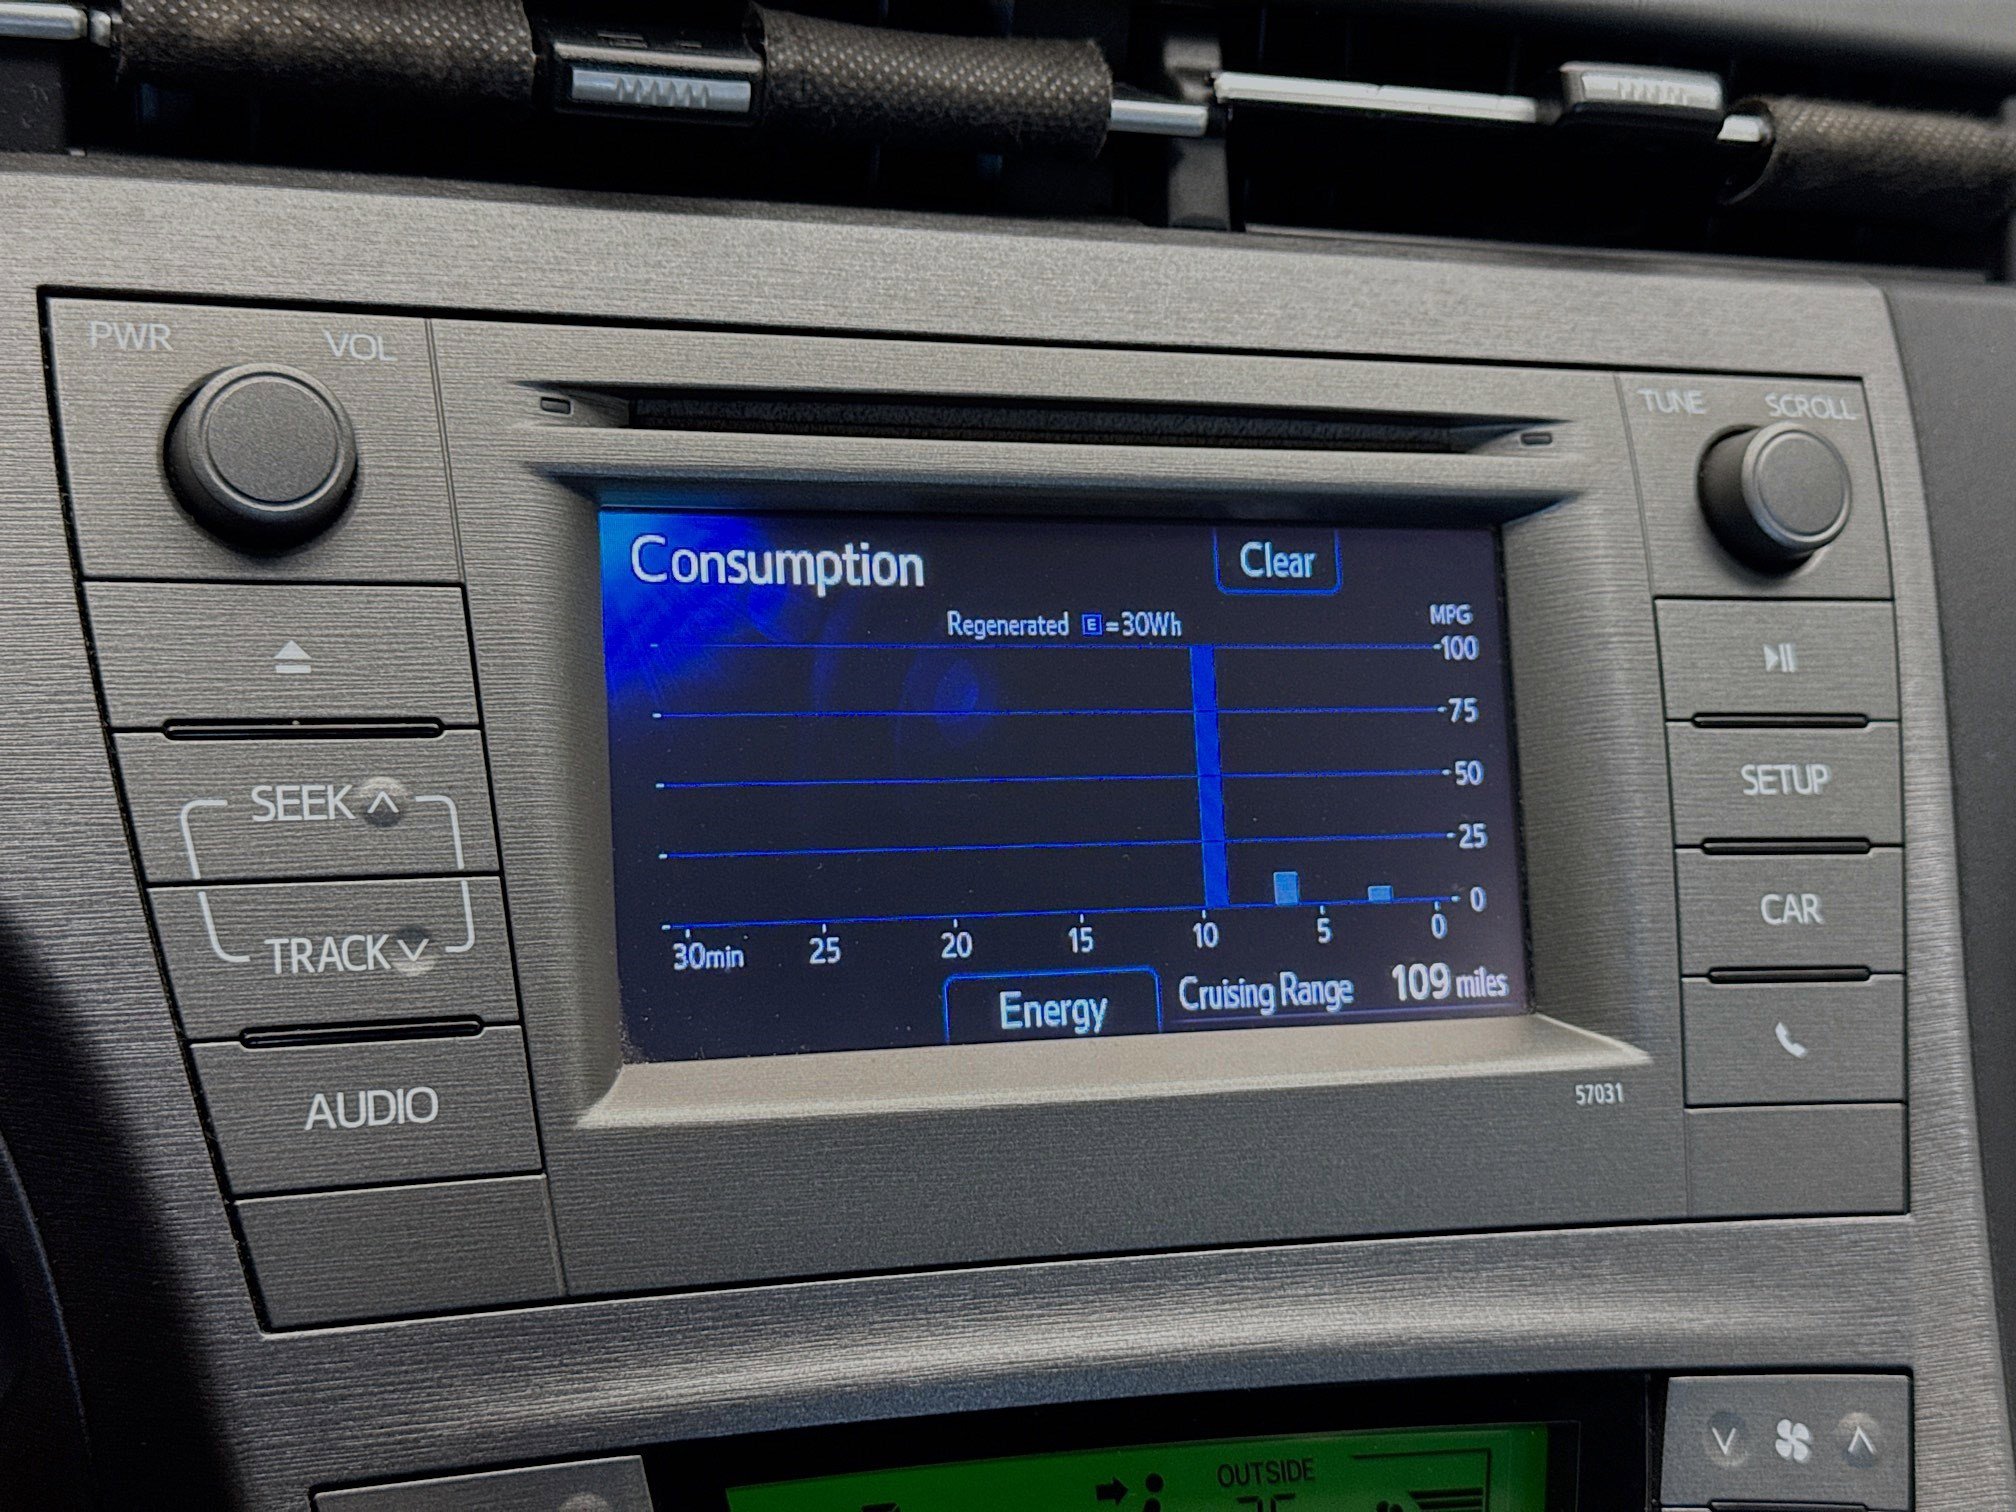 PWR VOL
TUNE SCROLL
Consumption
Clear
Regenerated E=30Wh
MPG
100
75
50
25
0
30min 25 20 15 10 5 0
Energy
Cruising Range 109 miles
SEEK
TRACK
AUDIO
SETUP
CAR
57031
OUTSIDE